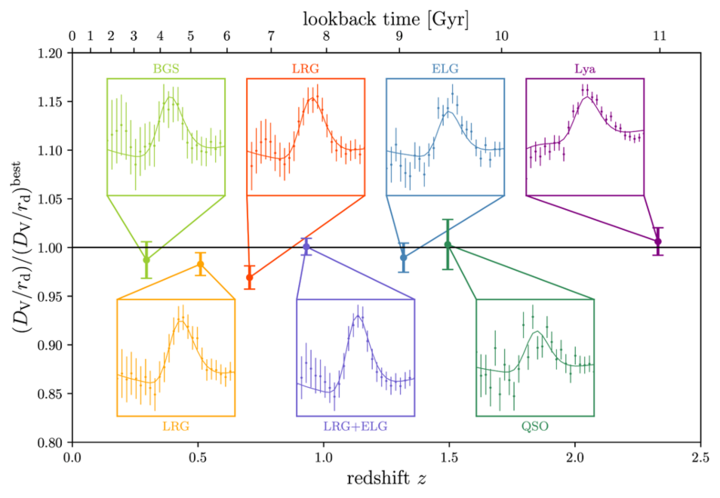 lookback time [Gyr]
0 1 2 3 4 5 6 7 8 9 10 11
1.20
1.15
1.10
1.05
1.00
0.95
0.90
0.85
0.80
(D_V/r_d)/(D_V/r_d)^best
BGS
LRG
ELG
Lya
LRG
LRG+ELG
QSO
0.0 0.5 1.0 1.5 2.0 2.5
redshift z